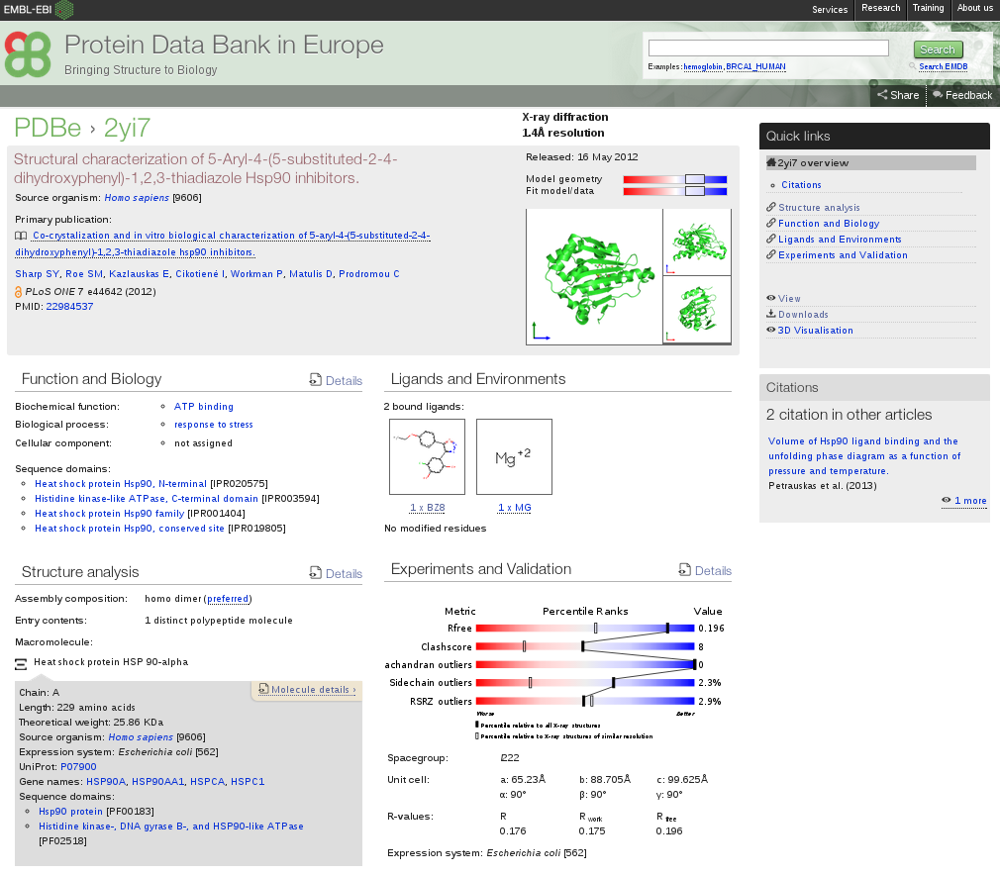 EMBL-EBI
Services Research Training About us
Protein Data Bank in Europe
Bringing Structure to Biology
Search
Examples: hemoglobin, BRCA1_HUMAN
Search EMDB
Share Feedback
PDBe › 2yi7
X-ray diffraction
1.4Å resolution
Structural characterization of 5-Aryl-4-(5-substituted-2-4-
dihydroxyphenyl)-1,2,3-thiadiazole Hsp90 inhibitors.
Source organism: Homo sapiens [9606]
Primary publication:
Co-crystalization and in vitro biological characterization of 5-aryl-4-(5-substituted-2-4-
dihydroxyphenyl)-1,2,3-thiadiazole hsp90 inhibitors.
Sharp SY, Roe SM, Kazlauskas E, Cikotienė I, Workman P, Matulis D, Prodromou C
PLoS ONE 7 e44642 (2012)
PMID: 22984537
Released: 16 May 2012
Model geometry
Fit model/data
Quick links
2yi7 overview
Citations
Structure analysis
Function and Biology
Ligands and Environments
Experiments and Validation
View
Downloads
3D Visualisation
Citations
2 citation in other articles
Volume of Hsp90 ligand binding and the
unfolding phase diagram as a function of
pressure and temperature.
Petrauskas et al. (2013)
1 more
Function and Biology Details
Biochemical function: ATP binding
Biological process: response to stress
Cellular component: not assigned
Sequence domains:
Heat shock protein Hsp90, N-terminal [IPR020575]
Histidine kinase-like ATPase, C-terminal domain [IPR003594]
Heat shock protein Hsp90 family [IPR001404]
Heat shock protein Hsp90, conserved site [IPR019805]
Ligands and Environments
2 bound ligands:
Mg+2
1 x BZ8 1 x MG
No modified residues
Structure analysis Details
Assembly composition: homo dimer (preferred)
Entry contents: 1 distinct polypeptide molecule
Macromolecule:
Heat shock protein HSP 90-alpha
Molecule details ›
Chain: A
Length: 229 amino acids
Theoretical weight: 25.86 KDa
Source organism: Homo sapiens [9606]
Expression system: Escherichia coli [562]
UniProt: P07900
Gene names: HSP90A, HSP90AA1, HSPCA, HSPC1
Sequence domains:
Hsp90 protein [PF00183]
Histidine kinase-, DNA gyrase B-, and HSP90-like ATPase
[PF02518]
Experiments and Validation Details
Metric Percentile Ranks Value
Rfree 0.196
Clashscore 8
achandran outliers 0
Sidechain outliers 2.3%
RSRZ outliers 2.9%
Worse Better
Percentile relative to all X-ray structures
Percentile relative to X-ray structures of similar resolution
Spacegroup: I222
Unit cell: a: 65.23Å b: 88.705Å c: 99.625Å
α: 90° β: 90° γ: 90°
R-values: R R work R free
0.176 0.175 0.196
Expression system: Escherichia coli [562]